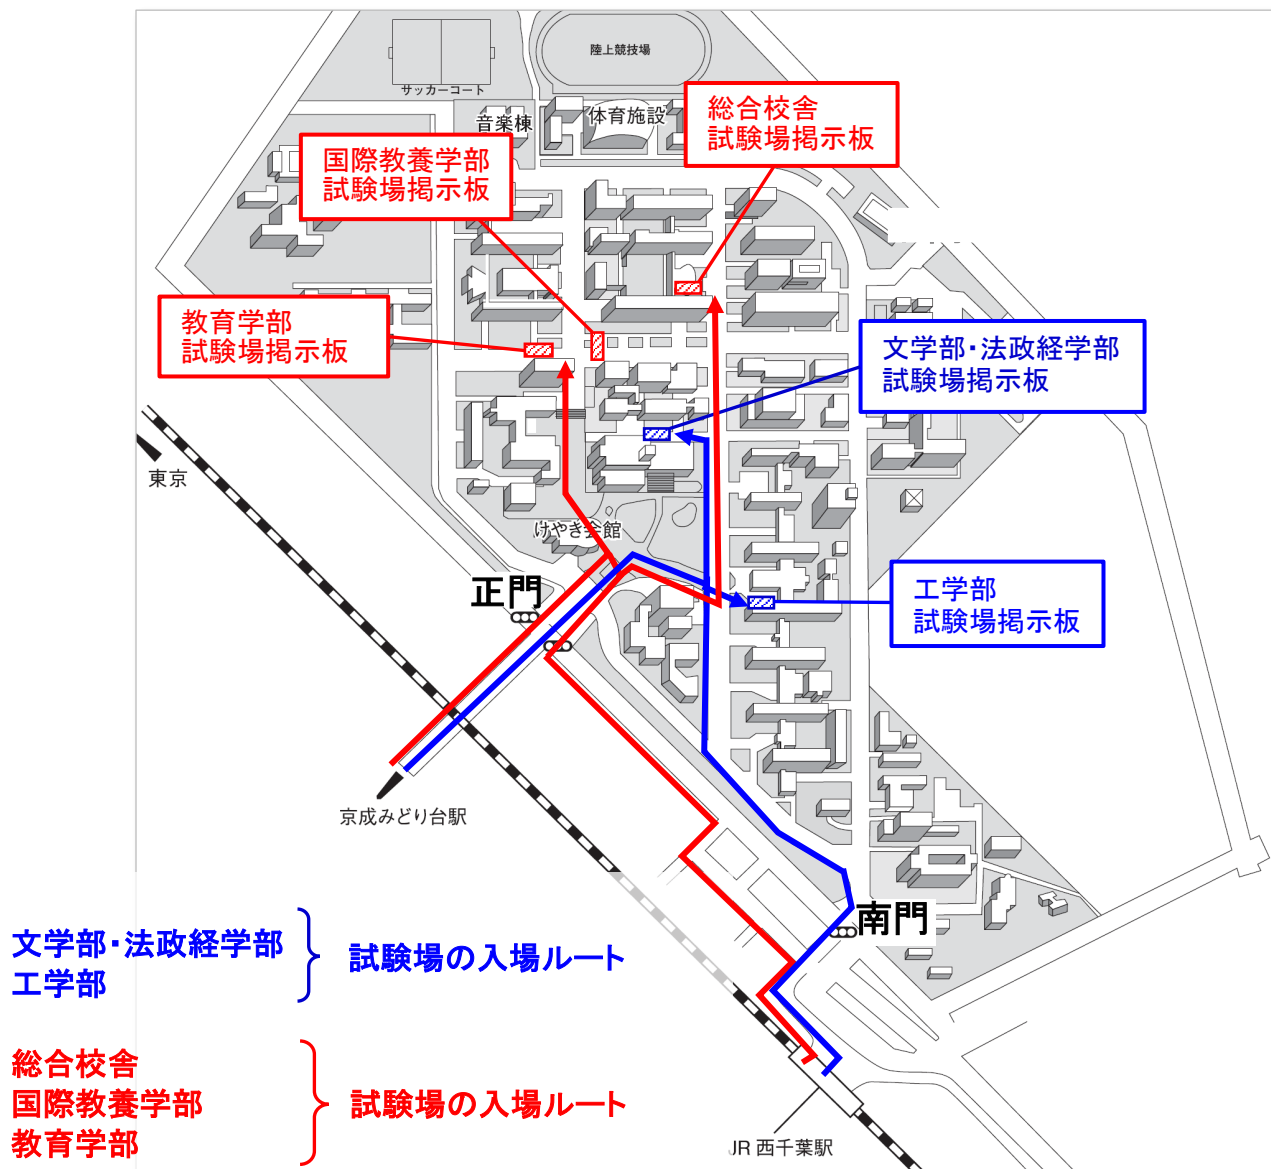 陸上競技場
サッカーコート
音楽棟
体育施設
総合校舎
試験場掲示板
国際教養学部
試験場掲示板
教育学部
試験場掲示板
文学部・法政経学部
試験場掲示板
東京
けやき会館
正門
工学部
試験場掲示板
京成みどり台駅
南門
文学部・法政経学部
工学部
試験場の入場ルート
総合校舎
国際教養学部
教育学部
試験場の入場ルート
JR 西千葉駅